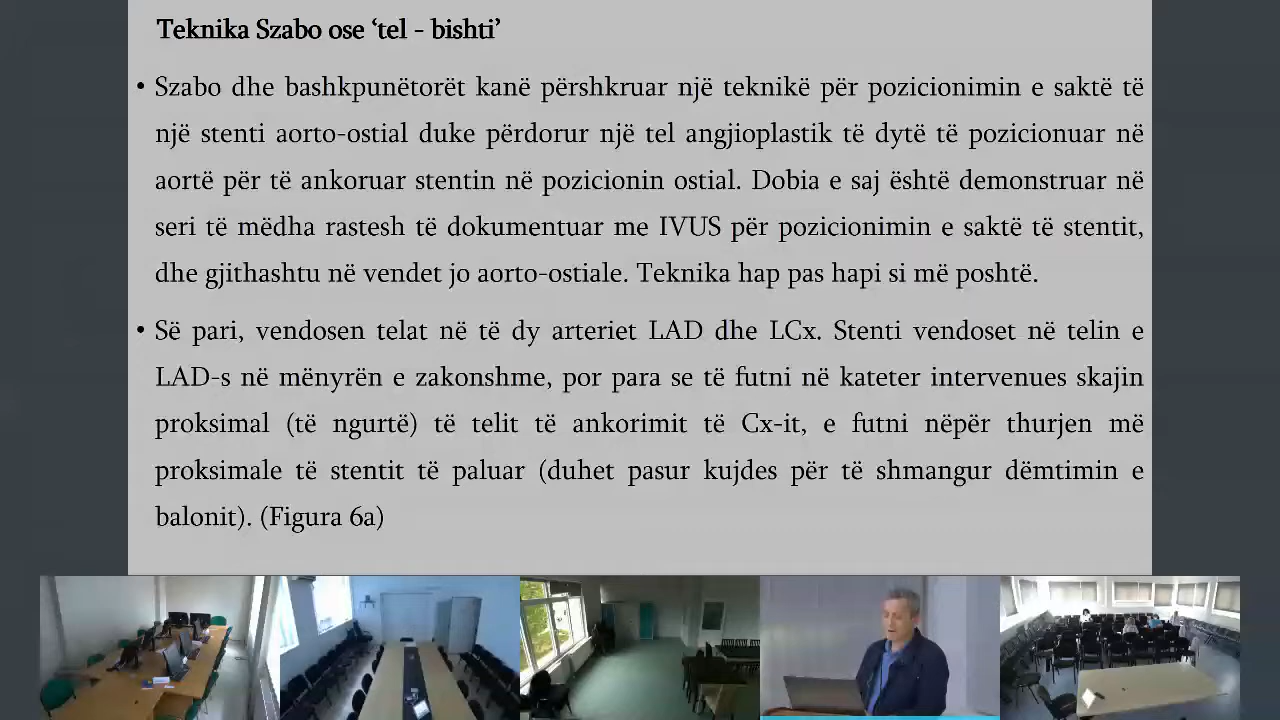 Teknika Szabo ose ‘tel - bishti’
• Szabo dhe bashkpunëtorët kanë përshkruar një teknikë për pozicionimin e saktë të
një stenti aorto-ostial duke përdorur një tel angjioplastik të dytë të pozicionuar në
aortë për të ankoruar stentin në pozicionin ostial. Dobia e saj është demonstruar në
seri të mëdha rastesh të dokumentuar me IVUS për pozicionimin e saktë të stentit,
dhe gjithashtu në vendet jo aorto-ostiale. Teknika hap pas hapi si më poshtë.
• Së pari, vendosen telat në të dy arteriet LAD dhe LCx. Stenti vendoset në telin e
LAD-s në mënyrën e zakonshme, por para se të futni në kateter intervenues skajin
proksimal (të ngurtë) të telit të ankorimit të Cx-it, e futni nëpër thurjen më
proksimale të stentit të paluar (duhet pasur kujdes për të shmangur dëmtimin e
balonit). (Figura 6a)